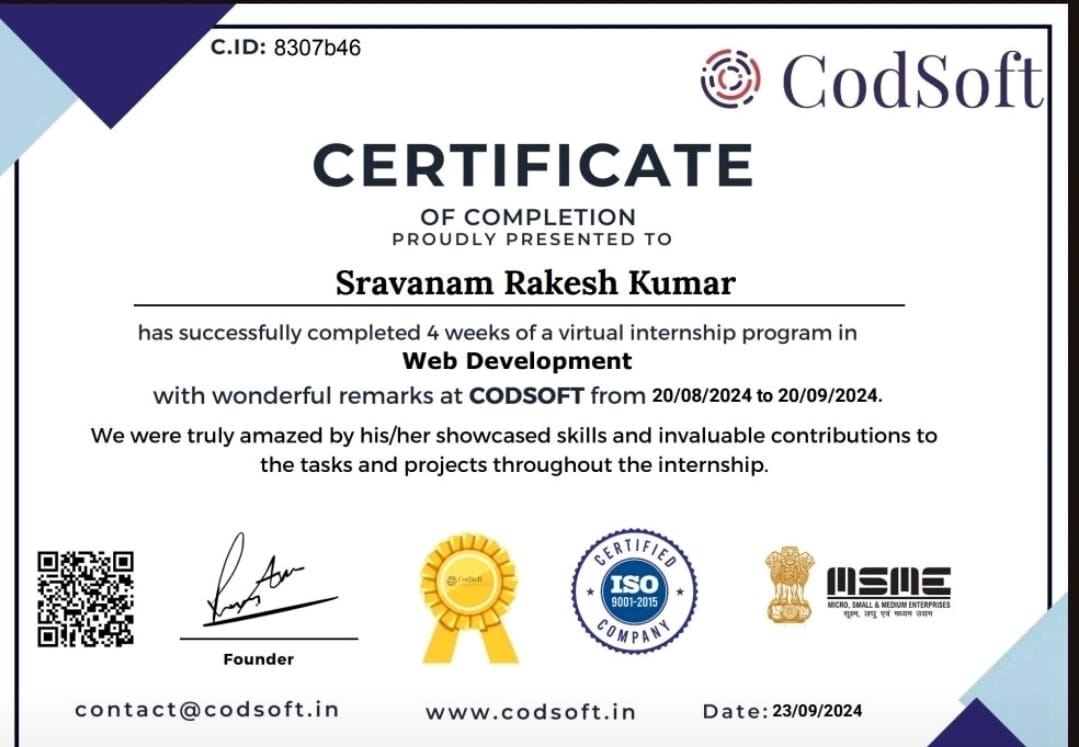 C.ID: 8307b46
CodSoft
CERTIFICATE
OF COMPLETION
PROUDLY PRESENTED TO
Sravanam Rakesh Kumar
has successfully completed 4 weeks of a virtual internship program in
Web Development
with wonderful remarks at CODSOFT from 20/08/2024 to 20/09/2024.
We were truly amazed by his/her showcased skills and invaluable contributions to
the tasks and projects throughout the internship.
CodSoft
CERTIFIED
ISO
9001-2015
COMPANY
MSME
MICRO, SMALL & MEDIUM ENTERPRISES
सूक्ष्म, लघु एवं मध्यम उद्यम
Founder
contact@codsoft.in
www.codsoft.in
Date: 23/09/2024